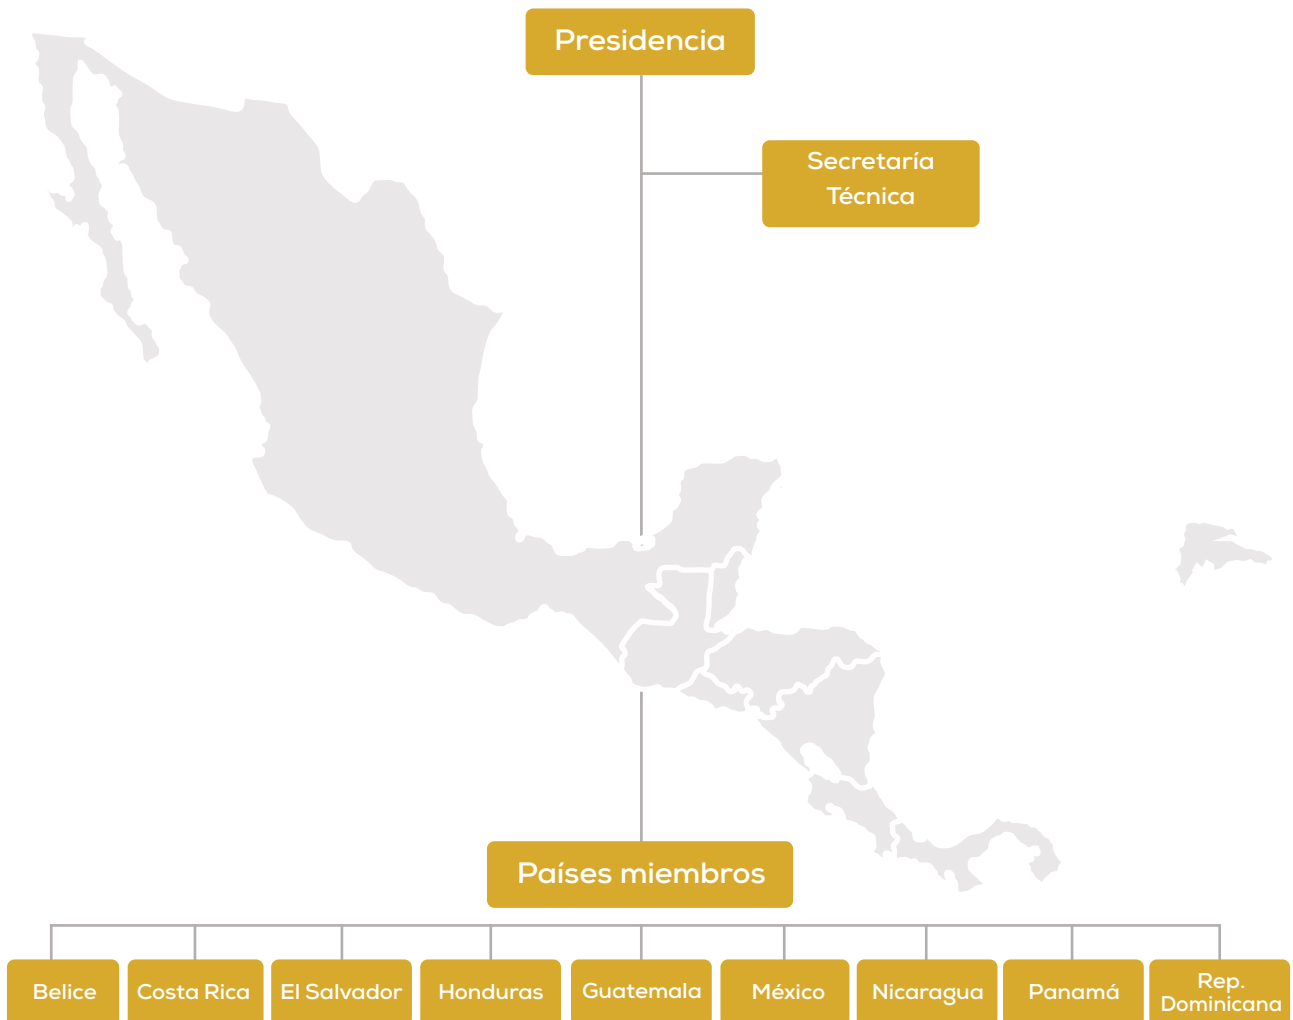 Presidencia
Secretaría
Técnica
Países miembros
Belice
Costa Rica
El Salvador
Honduras
Guatemala
México
Nicaragua
Panamá
Rep.
Dominicana